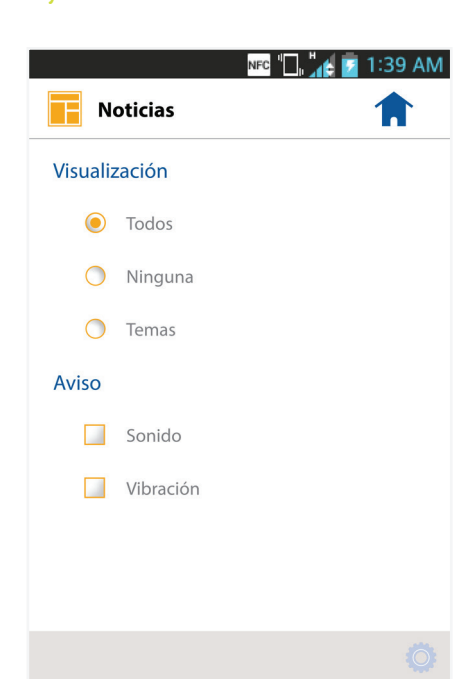 NFC H 1:39 AM
Noticias
Visualización
Todos
Ninguna
Temas
Aviso
Sonido
Vibración